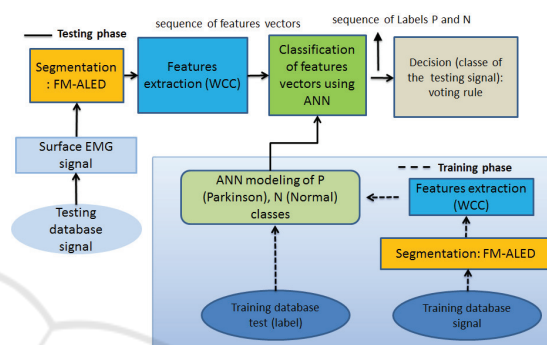 Testing phase
sequence of features vectors
sequence of Labels P and N
Segmentation
: FM-ALED
Features
extraction (WCC)
Classification
of features
vectors using
ANN
Decision (classe of
the testing signal):
voting rule
Surface EMG
signal
Testing
database
signal
Training phase
ANN modeling of P
(Parkinson), N (Normal)
classes
Features extraction
(WCC)
Segmentation: FM-ALED
Training database
test (label)
Training database
signal